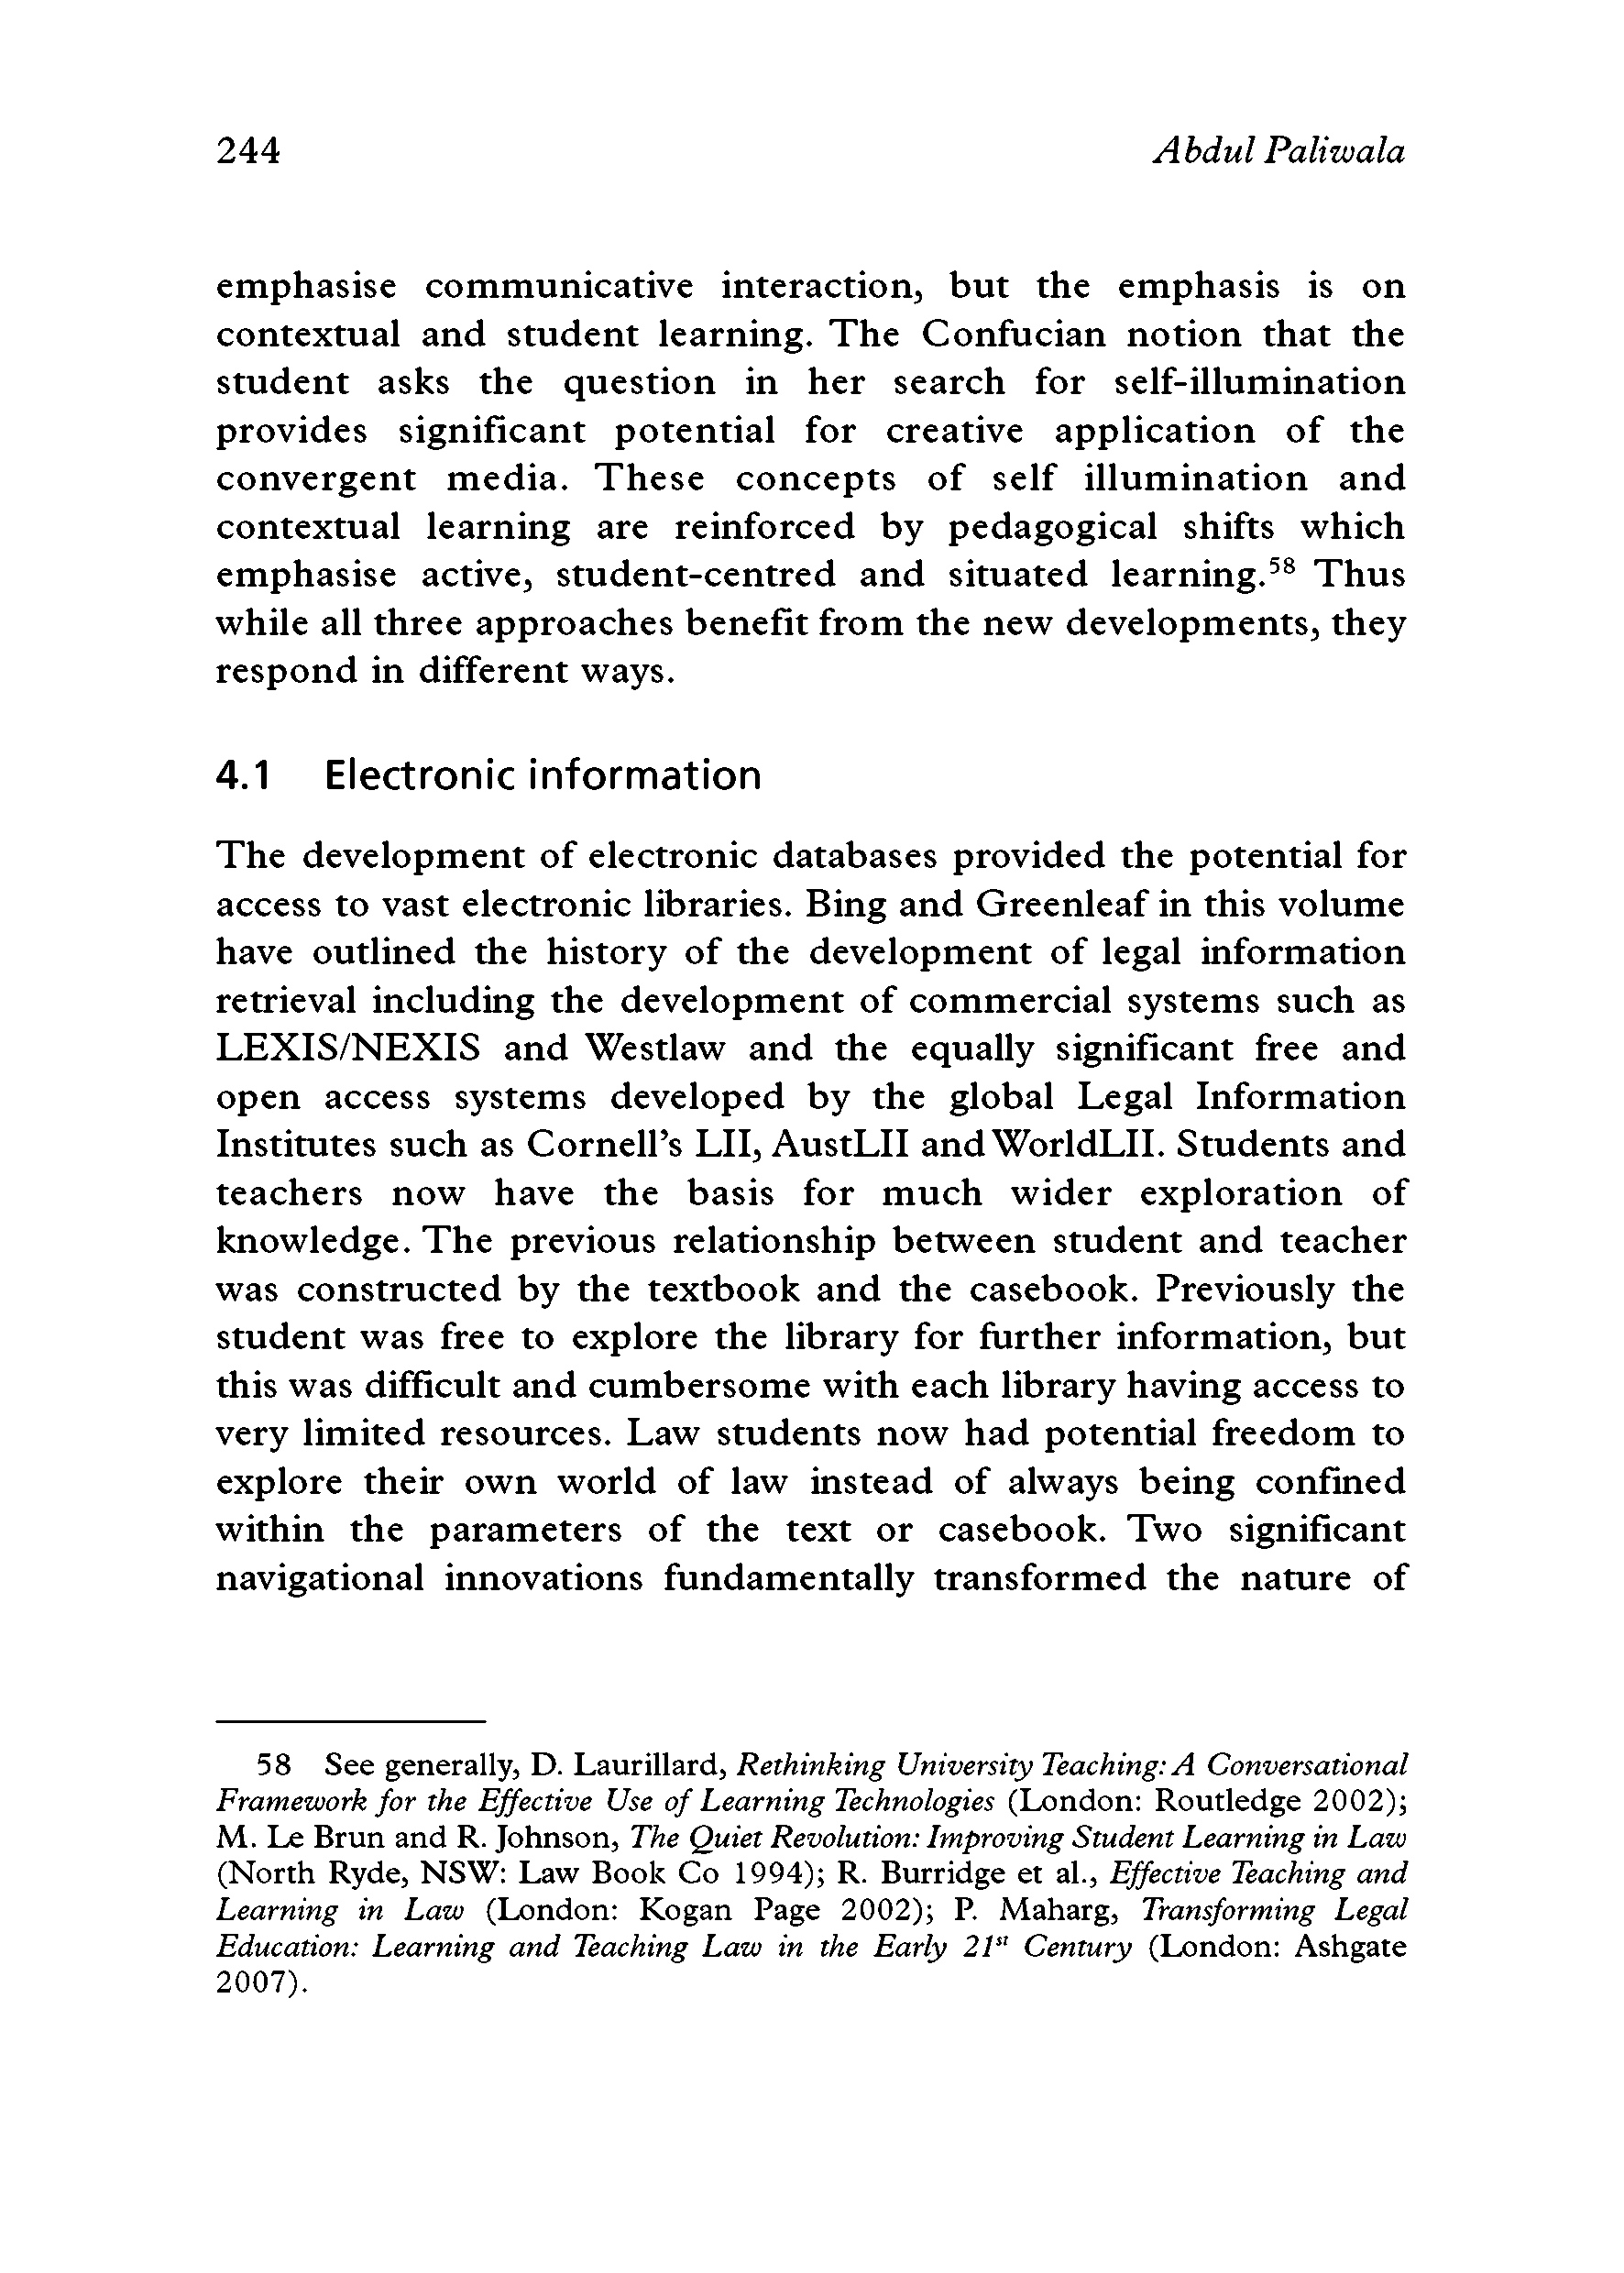 244 Abdul Paliwala
emphasise communicative interaction, but the emphasis is on
contextual and student learning. The Confucian notion that the
student asks the question in her search for self-illumination
provides significant potential for creative application of the
convergent media. These concepts of self illumination and
contextual learning are reinforced by pedagogical shifts which
emphasise active, student-centred and situated learning.58 Thus
while all three approaches benefit from the new developments, they
respond in different ways.
4.1 Electronic information
The development of electronic databases provided the potential for
access to vast electronic libraries. Bing and Greenleaf in this volume
have outlined the history of the development of legal information
retrieval including the development of commercial systems such as
LEXIS/NEXIS and Westlaw and the equally significant free and
open access systems developed by the global Legal Information
Institutes such as Cornell's LII, AustLII and WorldLII. Students and
teachers now have the basis for much wider exploration of
knowledge. The previous relationship between student and teacher
was constructed by the textbook and the casebook. Previously the
student was free to explore the library for further information, but
this was difficult and cumbersome with each library having access to
very limited resources. Law students now had potential freedom to
explore their own world of law instead of always being confined
within the parameters of the text or casebook. Two significant
navigational innovations fundamentally transformed the nature of
58 See generally, D. Laurillard, Rethinking University Teaching: A Conversational
Framework for the Effective Use of Learning Technologies (London: Routledge 2002);
M. Le Brun and R. Johnson, The Quiet Revolution: Improving Student Learning in Law
(North Ryde, NSW: Law Book Co 1994); R. Burridge et al., Effective Teaching and
Learning in Law (London: Kogan Page 2002); P. Maharg, Transforming Legal
Education: Learning and Teaching Law in the Early 21st Century (London: Ashgate
2007).